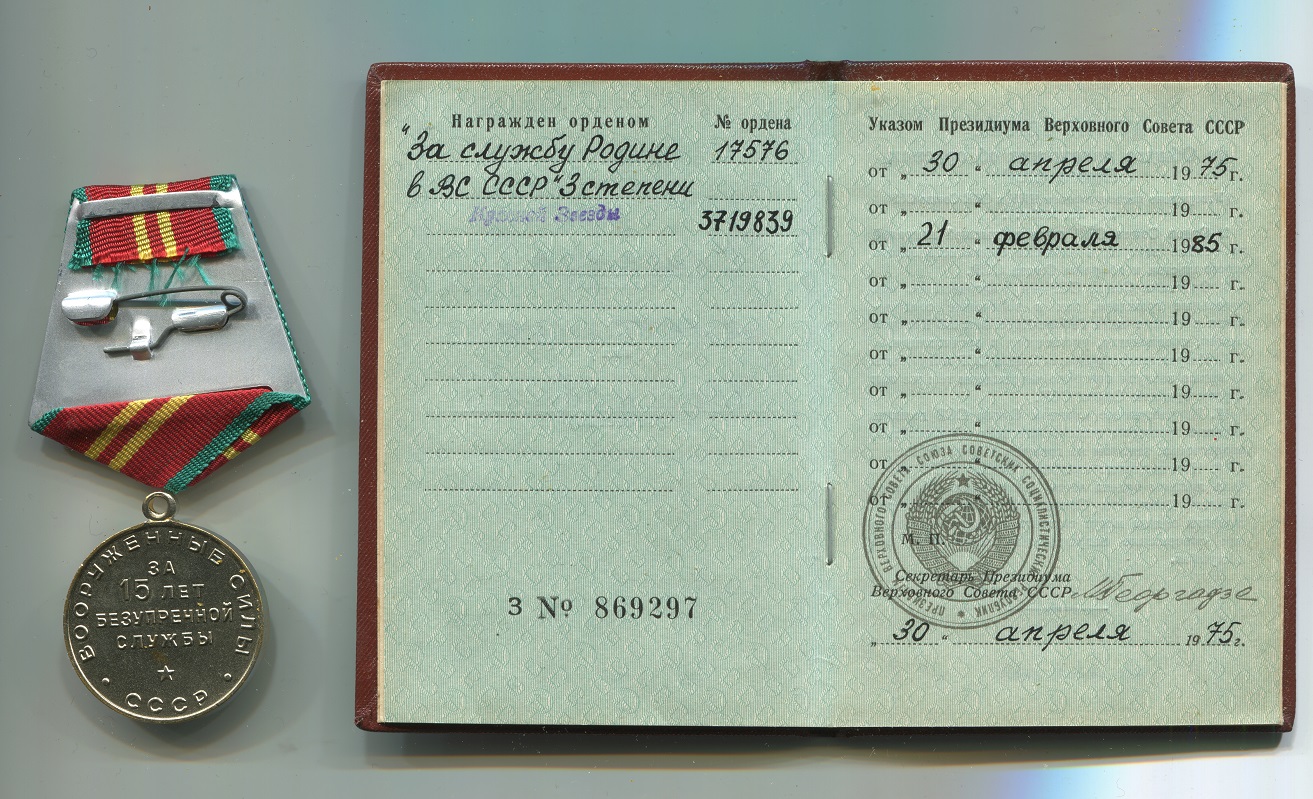 ВООРУЖЕННЫЕ СИЛЫ
ЗА
15 ЛЕТ
БЕЗУПРЕЧНОЙ
СЛУЖБЫ
СССР
Награжден орденом № ордена
"За службу Родине 17576
в ВС СССР" 3 степени
Красной Звезды 3719839
З № 869297
Указом Президиума Верховного Совета СССР
от „ 30 “ апреля 1975 г.
от „ “ 19 г.
от „ 21 “ февраля 1985 г.
от „ “ 19 г.
от „ “ 19 г.
от „ “ 19 г.
от „ “ 19 г.
от „ “ 19 г.
от „ “ 19 г.
от „ “ 19 г.
ПРЕЗИДИУМ ВЕРХОВНОГО СОВЕТА СОЮЗА СОВЕТСКИХ СОЦИАЛИСТИЧЕСКИХ РЕСПУБЛИК
М. П.
Секретарь Президиума
Верховного Совета СССР МГеоргадзе
„ 30 “ апреля 1975 г.